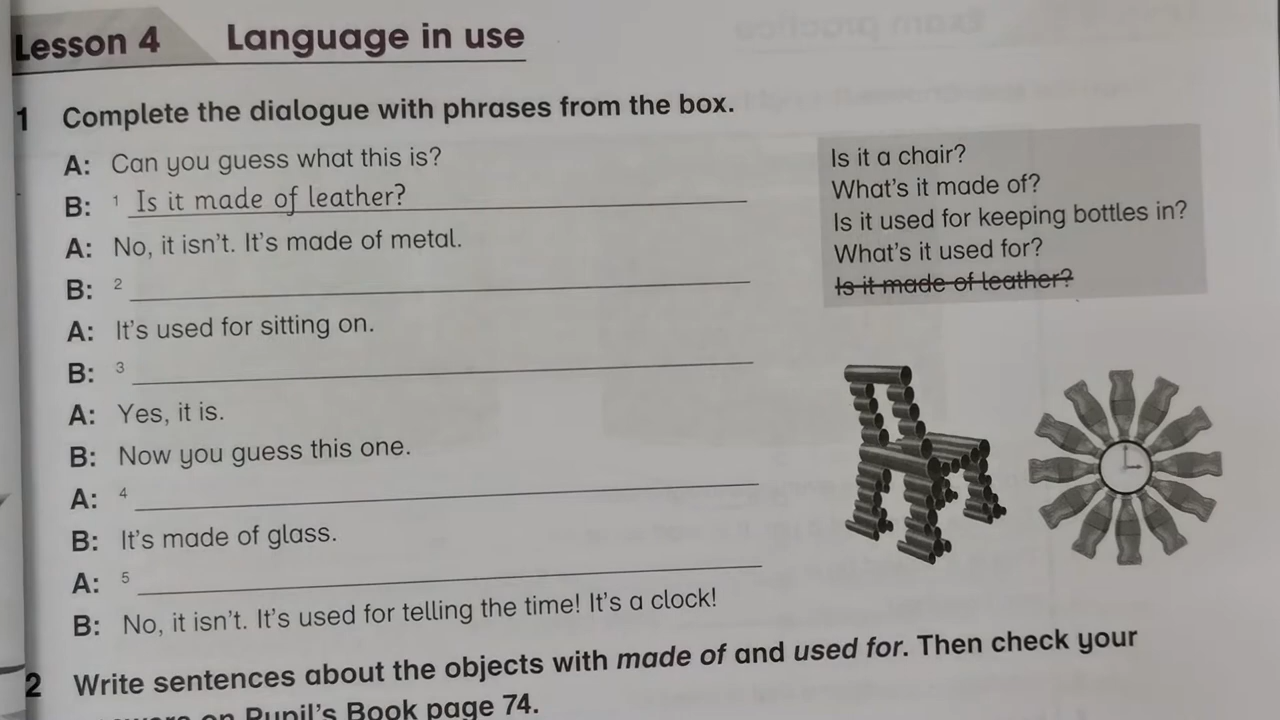 Lesson 4 Language in use
1 Complete the dialogue with phrases from the box.
A: Can you guess what this is?
B: 1 Is it made of leather?
A: No, it isn't. It's made of metal.
B: 2
A: It's used for sitting on.
B: 3
A: Yes, it is.
B: Now you guess this one.
A: 4
B: It's made of glass.
A: 5
B: No, it isn't. It's used for telling the time! It's a clock!
Is it a chair?
What's it made of?
Is it used for keeping bottles in?
What's it used for?
Is it made of leather?
2 Write sentences about the objects with made of and used for. Then check your
on Pupil's Book page 74.